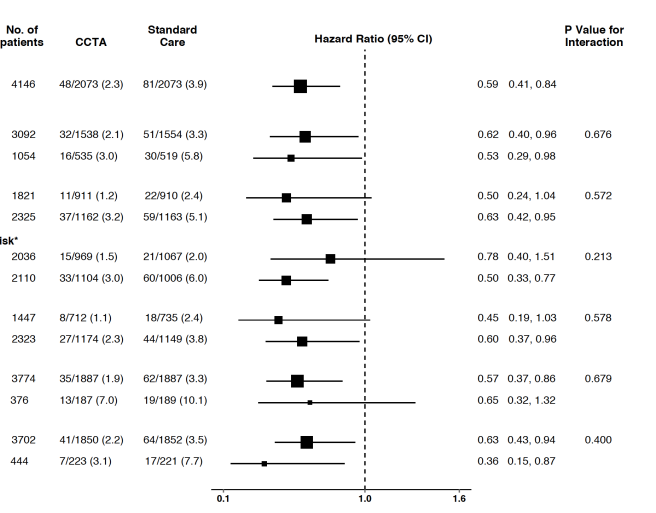 No. of patients CCTA Standard Care Hazard Ratio (95% CI) P Value for Interaction
4146 48/2073 (2.3) 81/2073 (3.9) 0.59 0.41, 0.84
3092 32/1538 (2.1) 51/1554 (3.3) 0.62 0.40, 0.96 0.676
1054 16/535 (3.0) 30/519 (5.8) 0.53 0.29, 0.98
1821 11/911 (1.2) 22/910 (2.4) 0.50 0.24, 1.04 0.572
2325 37/1162 (3.2) 59/1163 (5.1) 0.63 0.42, 0.95
isk*
2036 15/969 (1.5) 21/1067 (2.0) 0.78 0.40, 1.51 0.213
2110 33/1104 (3.0) 60/1006 (6.0) 0.50 0.33, 0.77
1447 8/712 (1.1) 18/735 (2.4) 0.45 0.19, 1.03 0.578
2323 27/1174 (2.3) 44/1149 (3.8) 0.60 0.37, 0.96
3774 35/1887 (1.9) 62/1887 (3.3) 0.57 0.37, 0.86 0.679
376 13/187 (7.0) 19/189 (10.1) 0.65 0.32, 1.32
3702 41/1850 (2.2) 64/1852 (3.5) 0.63 0.43, 0.94 0.400
444 7/223 (3.1) 17/221 (7.7) 0.36 0.15, 0.87
0.1 1.0 1.6